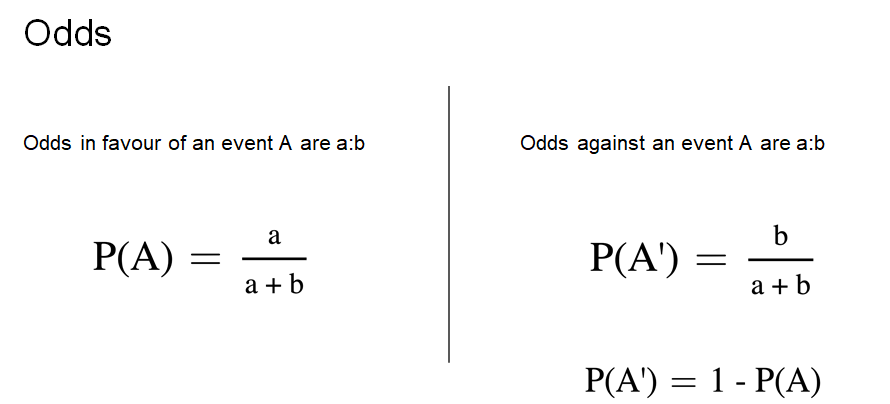 Odds
Odds in favour of an event A are a:b
P(A) = a / a + b
Odds against an event A are a:b
P(A') = b / a + b
P(A') = 1 - P(A)